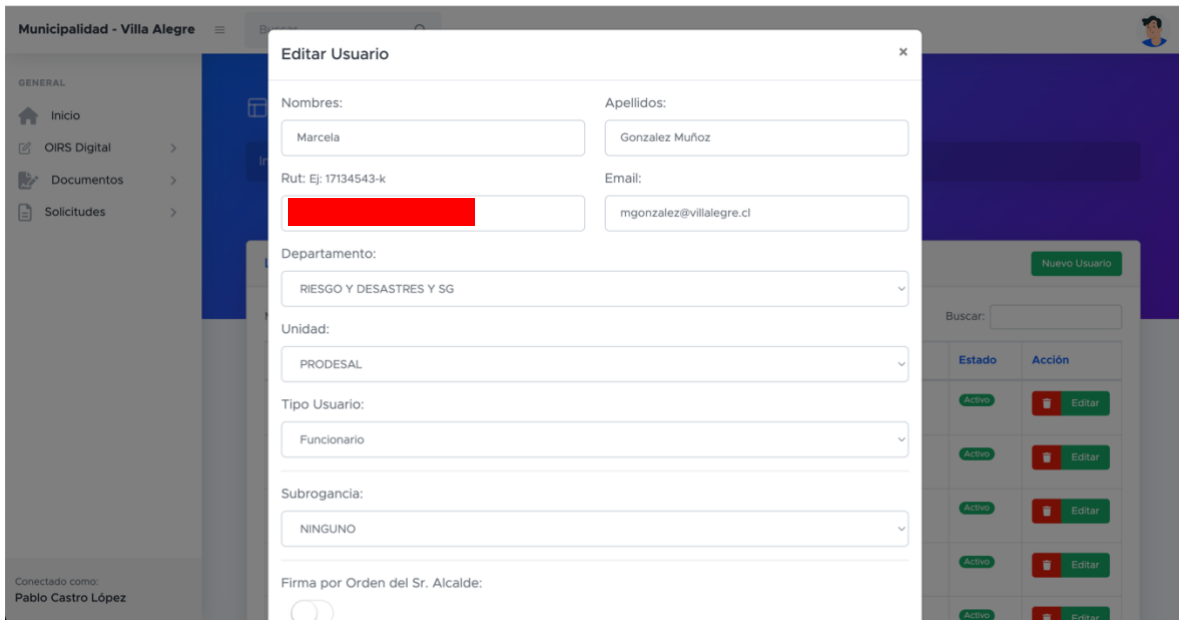 Municipalidad - Villa Alegre
Editar Usuario
×
GENERAL
Inicio
OIRS Digital
Documentos
Solicitudes
Nombres:
Apellidos:
Marcela
Gonzalez Muñoz
Rut: Ej: 17134543-k
Email:
mgonzalez@villalegre.cl
Departamento:
RIESGO Y DESASTRES Y SG
Nuevo Usuario
Unidad:
Buscar:
PRODESAL
Estado
Acción
Tipo Usuario:
Activo
Editar
Funcionario
Activo
Editar
Subrogancia:
Activo
Editar
NINGUNO
Activo
Editar
Firma por Orden del Sr. Alcalde:
Activo
Editar
Conectado como:
Pablo Castro López